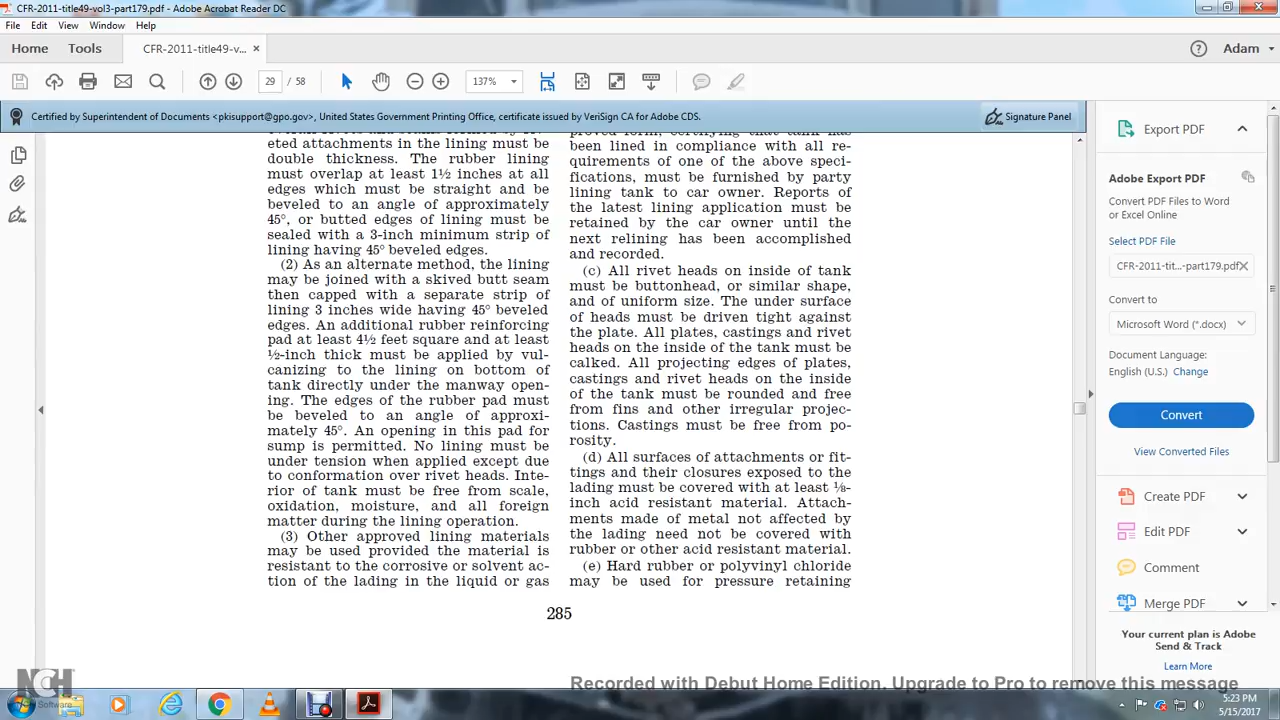 CFR-2011-title49-vol3-part179.pdf - Adobe Acrobat Reader DC
File Edit View Window Help
Home Tools CFR-2011-title49-v... × Adam
29 / 58 137%
Certified by Superintendent of Documents <pkisupport@gpo.gov>, United States Government Printing Office, certificate issued by VeriSign CA for Adobe CDS.
Signature Panel
eted attachments in the lining must be
double thickness. The rubber lining
must overlap at least 1½ inches at all
edges which must be straight and be
beveled to an angle of approximately
45°, or butted edges of lining must be
sealed with a 3-inch minimum strip of
lining having 45° beveled edges.
(2) As an alternate method, the lining
may be joined with a skived butt seam
then capped with a separate strip of
lining 3 inches wide having 45° beveled
edges. An additional rubber reinforcing
pad at least 4½ feet square and at least
½-inch thick must be applied by vul-
canizing to the lining on bottom of
tank directly under the manway open-
ing. The edges of the rubber pad must
be beveled to an angle of approxi-
mately 45°. An opening in this pad for
sump is permitted. No lining must be
under tension when applied except due
to conformation over rivet heads. Inte-
rior of tank must be free from scale,
oxidation, moisture, and all foreign
matter during the lining operation.
(3) Other approved lining materials
may be used provided the material is
resistant to the corrosive or solvent ac-
tion of the lading in the liquid or gas
proved form, certifying that tank has
been lined in compliance with all re-
quirements of one of the above speci-
fications, must be furnished by party
lining tank to car owner. Reports of
the latest lining application must be
retained by the car owner until the
next relining has been accomplished
and recorded.
(c) All rivet heads on inside of tank
must be buttonhead, or similar shape,
and of uniform size. The under surface
of heads must be driven tight against
the plate. All plates, castings and rivet
heads on the inside of the tank must be
calked. All projecting edges of plates,
castings and rivet heads on the inside
of the tank must be rounded and free
from fins and other irregular projec-
tions. Castings must be free from po-
rosity.
(d) All surfaces of attachments or fit-
tings and their closures exposed to the
lading must be covered with at least ⅛-
inch acid resistant material. Attach-
ments made of metal not affected by
the lading need not be covered with
rubber or other acid resistant material.
(e) Hard rubber or polyvinyl chloride
may be used for pressure retaining
285
Export PDF
Adobe Export PDF
Convert PDF Files to Word
or Excel Online
Select PDF File
CFR-2011-tit...-part179.pdf
Convert to
Microsoft Word (*.docx)
Document Language:
English (U.S.) Change
Convert
View Converted Files
Create PDF
Edit PDF
Comment
Merge PDF
Your current plan is Adobe
Send & Track
Learn More
NCH
Software
Recorded with Debut Home Edition. Upgrade to Pro to remove this message
5:23 PM
5/15/2017